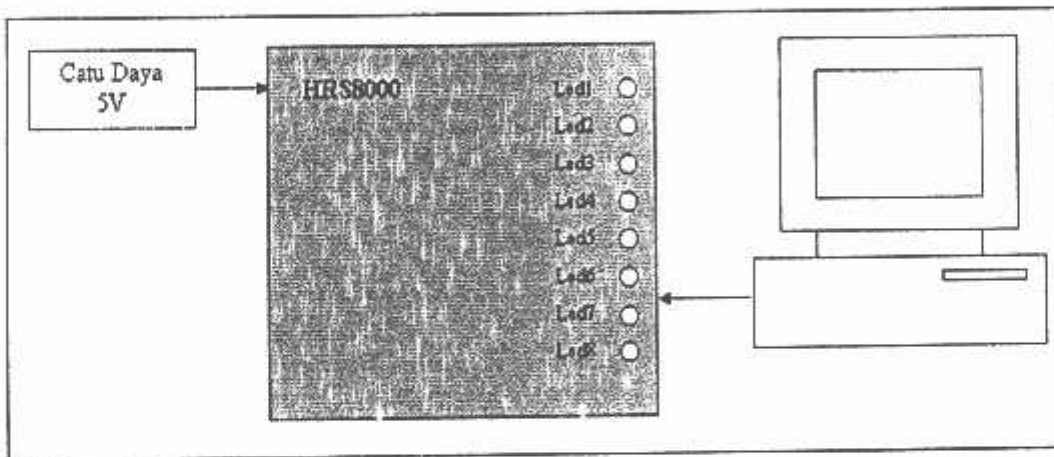 Catu Daya
5V
HRS8000
Led1
Led2
Led3
Led4
Led5
Led6
Led7
Led8